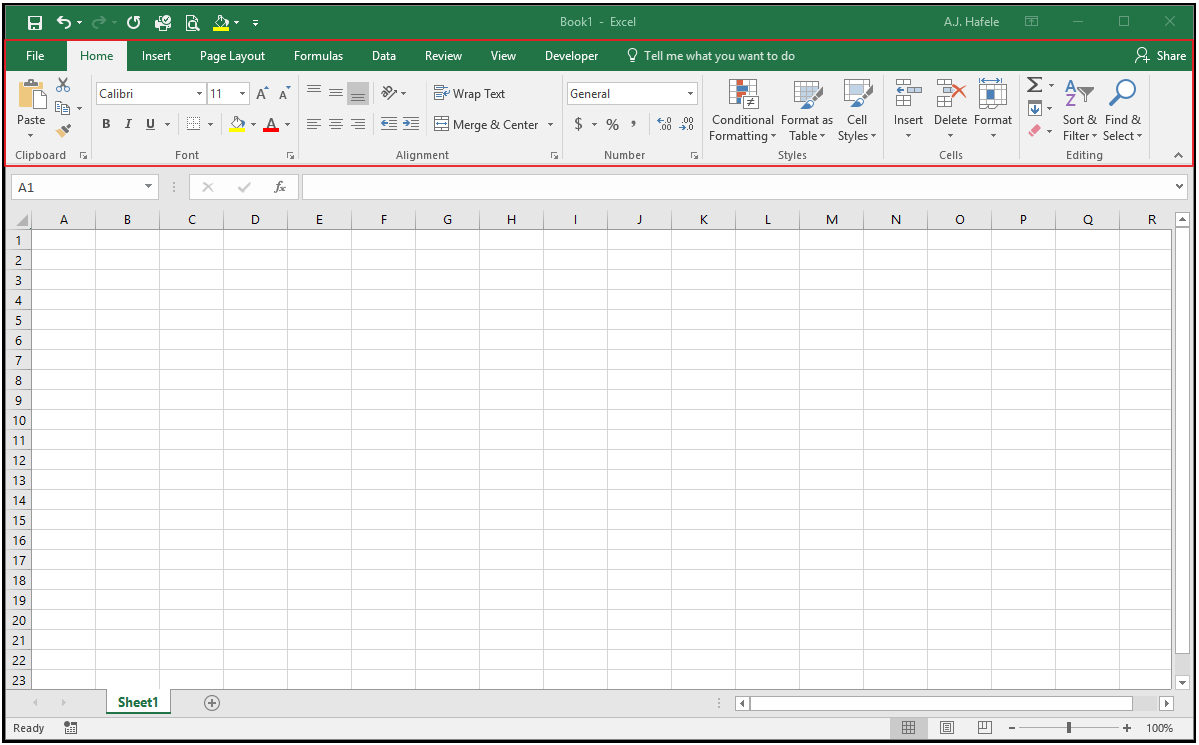 Book1 - Excel
A.J. Hafele
File Home Insert Page Layout Formulas Data Review View Developer Tell me what you want to do Share
Calibri 11 Wrap Text General
Paste
B I U A Merge & Center $ % , .00 .0 Conditional Formatting Format as Table Cell Styles Insert Delete Format Σ A Z Sort & Filter Find & Select
Clipboard Font Alignment Number Styles Cells Editing
A1 fx
A B C D E F G H I J K L M N O P Q R
1
2
3
4
5
6
7
8
9
10
11
12
13
14
15
16
17
18
19
20
21
22
23
Sheet1
Ready 100%